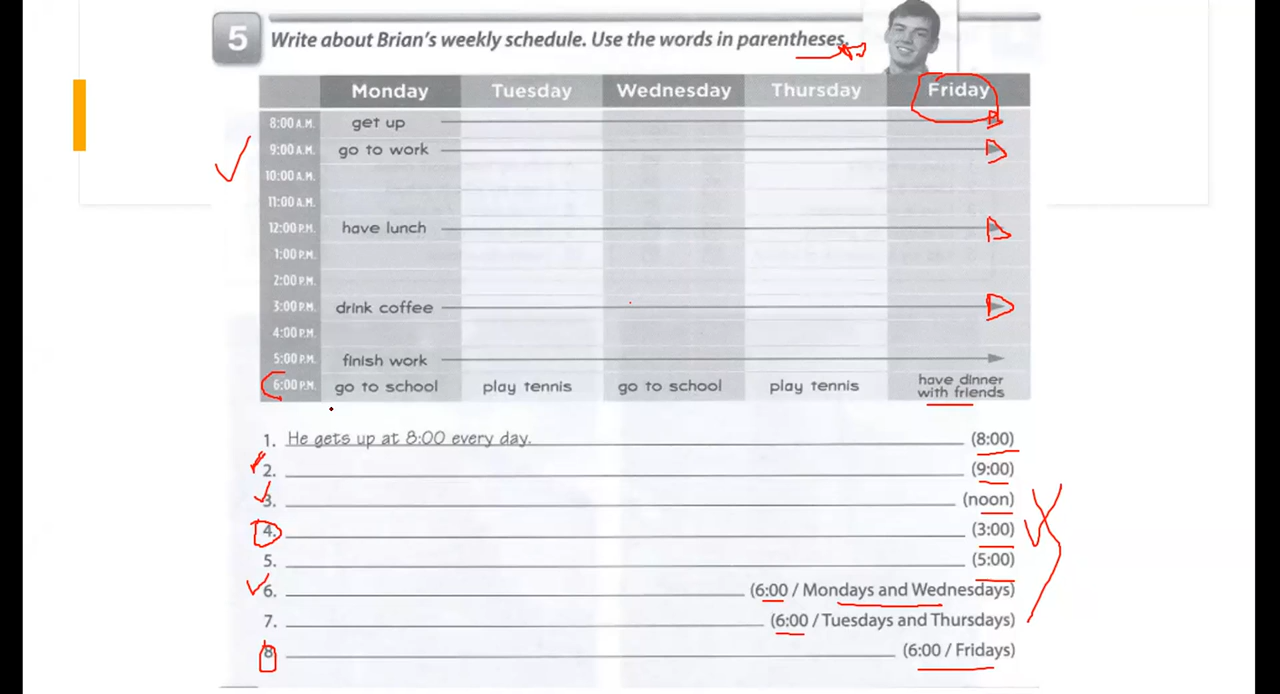 5 Write about Brian's weekly schedule. Use the words in parentheses.
Monday Tuesday Wednesday Thursday Friday
8:00 A.M. get up
9:00 A.M. go to work
10:00 A.M.
11:00 A.M.
12:00 P.M. have lunch
1:00 P.M.
2:00 P.M.
3:00 P.M. drink coffee
4:00 P.M.
5:00 P.M. finish work
6:00 P.M. go to school play tennis go to school play tennis have dinner with friends
1. He gets up at 8:00 every day. (8:00)
2. (9:00)
3. (noon)
4. (3:00)
5. (5:00)
6. (6:00 / Mondays and Wednesdays)
7. (6:00 / Tuesdays and Thursdays)
8. (6:00 / Fridays)